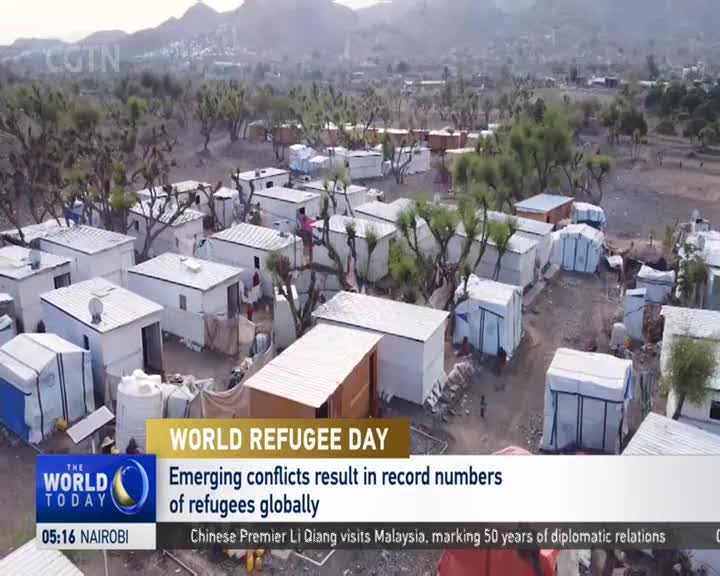 CGTN
WORLD REFUGEE DAY
THE
WORLD
TODAY
Emerging conflicts result in record numbers
of refugees globally
05:16 NAIROBI
Chinese Premier Li Qiang visits Malaysia, marking 50 years of diplomatic relations